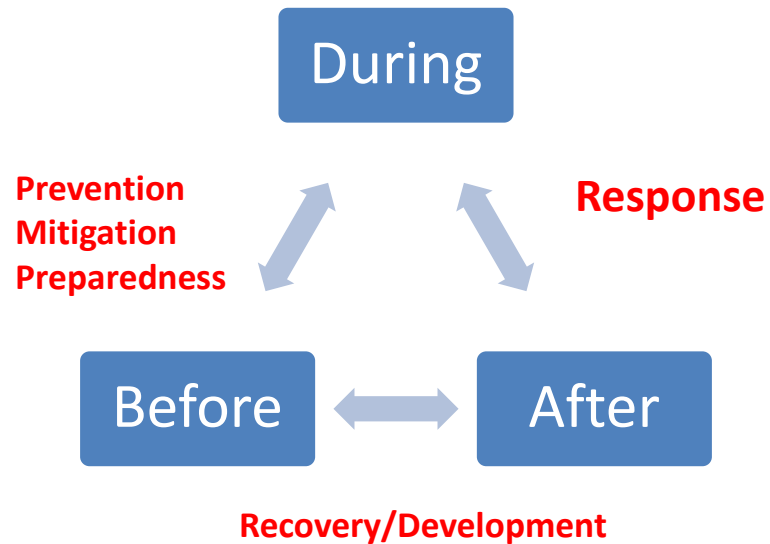 During
Prevention
Mitigation
Preparedness
Response
Before
After
Recovery/Development